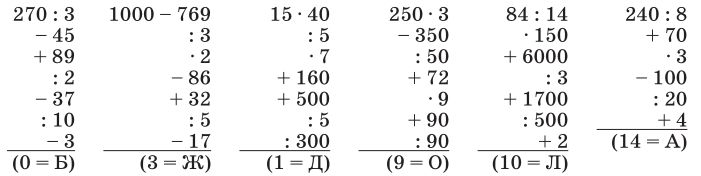 270 : 3 1000 – 769 15 · 40 250 · 3 84 : 14 240 : 8
– 45 : 3 : 5 – 350 · 150 + 70
+ 89 · 2 · 7 : 50 + 6000 · 3
: 2 – 86 + 160 + 72 : 3 – 100
– 37 + 32 + 500 · 9 + 1700 : 20
: 10 : 5 : 5 + 90 : 500 + 4
– 3 – 17 : 300 : 90 + 2 (14 = А)
(0 = Б) (3 = Ж) (1 = Д) (9 = О) (10 = Л)